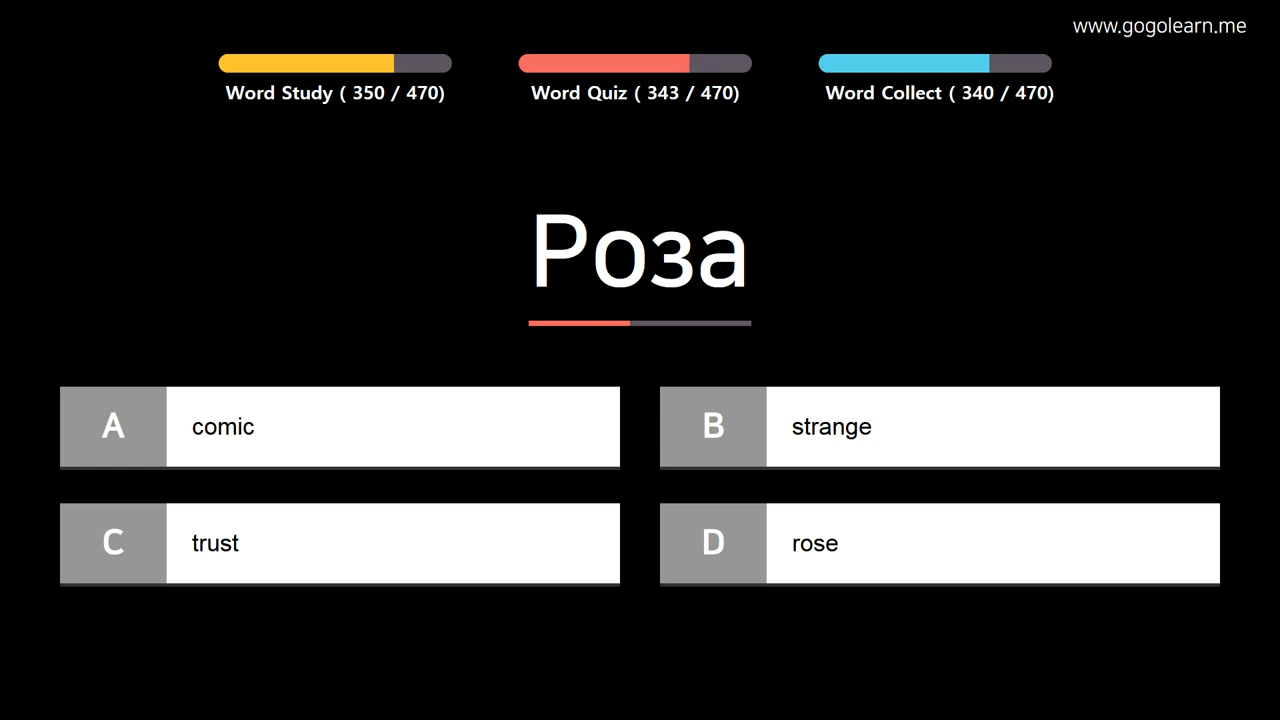 www.gogolearn.me
Word Study ( 350 / 470)
Word Quiz ( 343 / 470)
Word Collect ( 340 / 470)
Роза
A comic
B strange
C trust
D rose